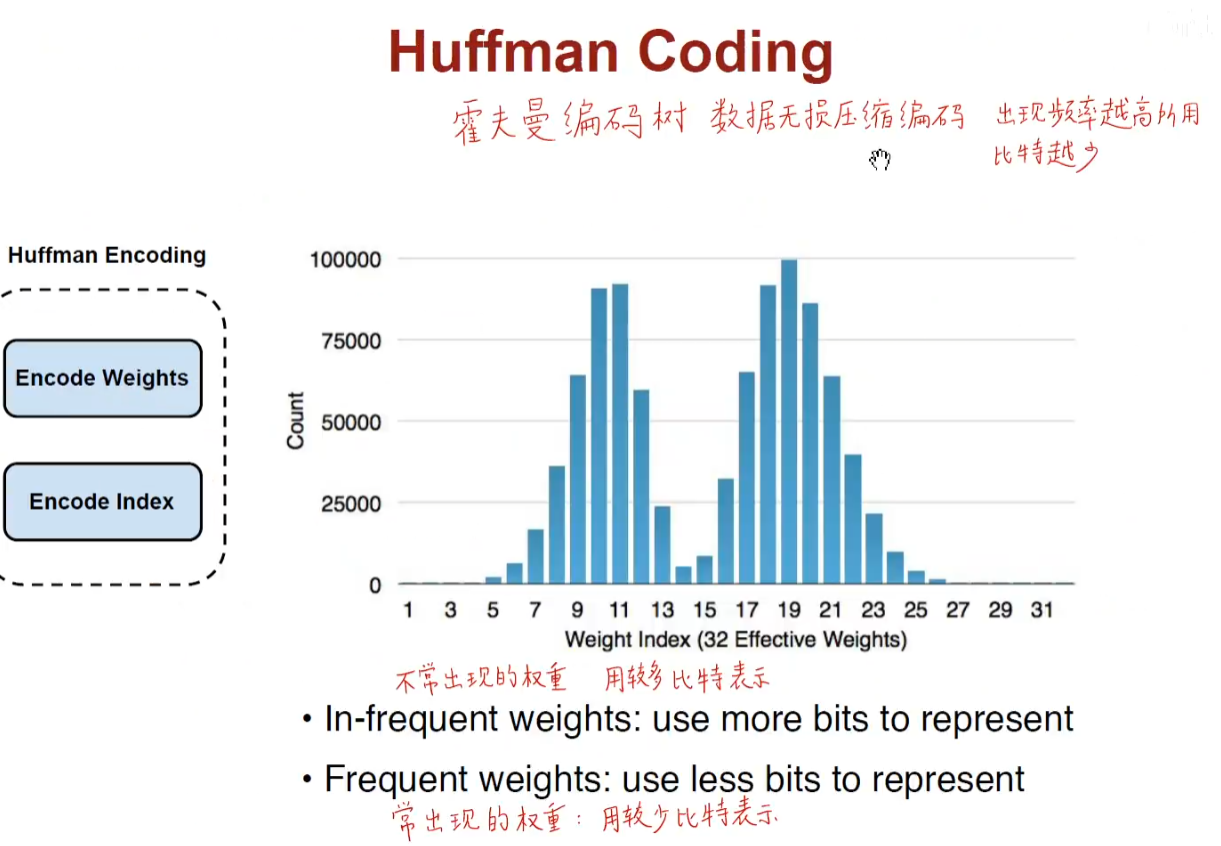 Huffman Coding
霍夫曼编码树 数据无损压缩编码 出现频率越高所用
比特越少
Huffman Encoding
Encode Weights
Encode Index
100000
75000
50000
25000
0
Count
1 3 5 7 9 11 13 15 17 19 21 23 25 27 29 31
Weight Index (32 Effective Weights)
不常出现的权重 用较多比特表示
• In-frequent weights: use more bits to represent
• Frequent weights: use less bits to represent
常出现的权重：用较少比特表示